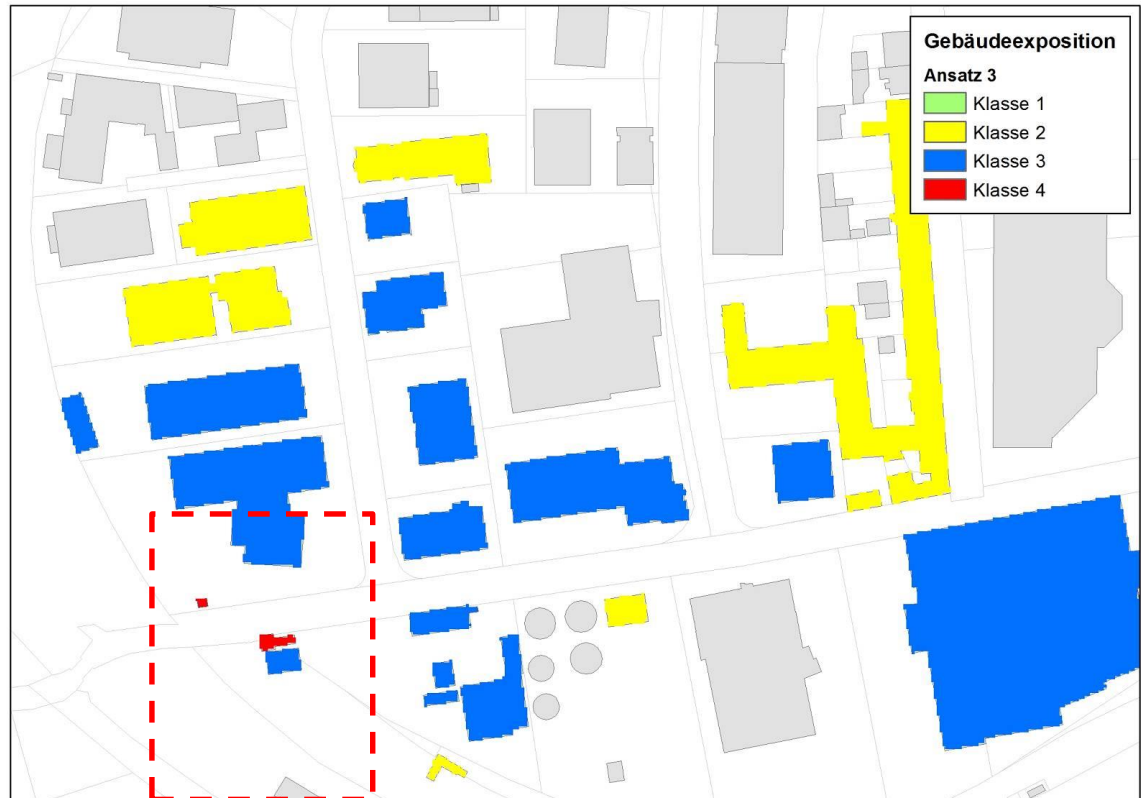 Gebäudeexposition
Ansatz 3
Klasse 1
Klasse 2
Klasse 3
Klasse 4